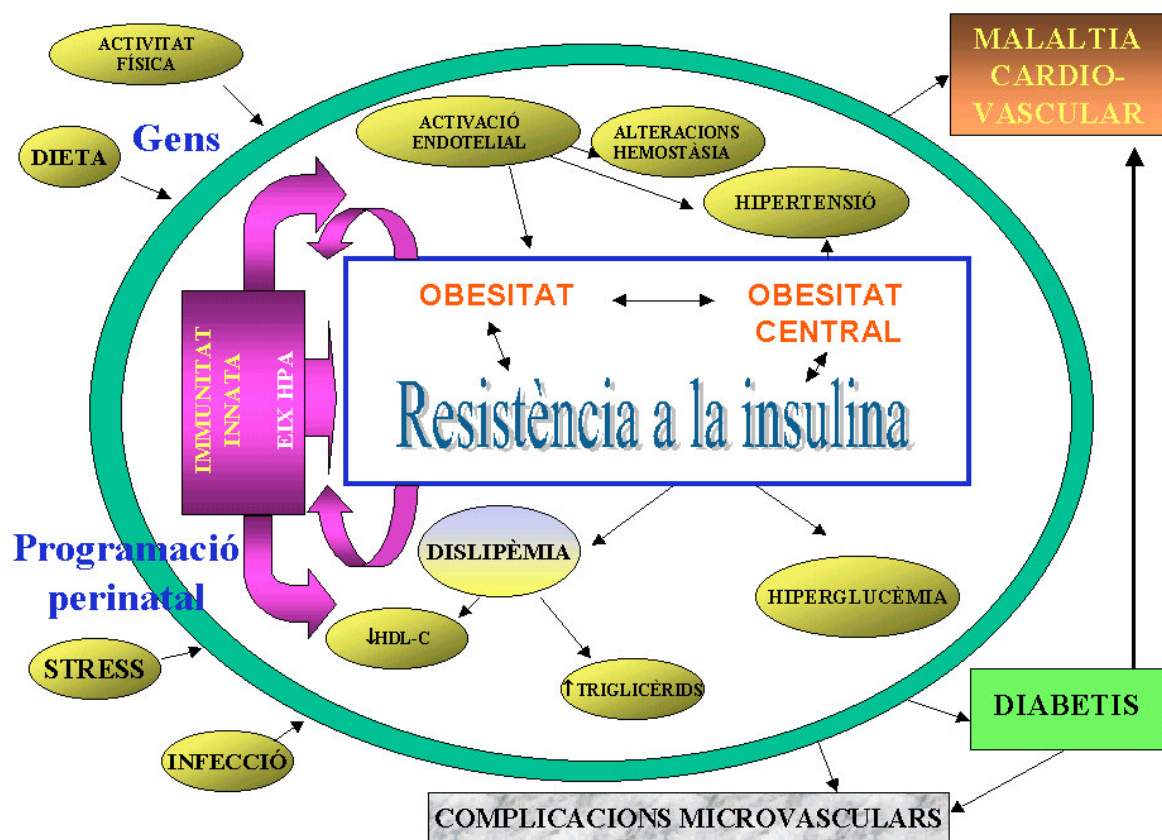 ACTIVITAT
FÍSICA
MALALTIA
CARDIO-
VASCULAR
Gens
DIETA
ACTIVACIÓ
ENDOTELIAL
ALTERACIONS
HEMOSTÀSIA
HIPERTENSIÓ
OBESITAT
OBESITAT
CENTRAL
IMMUNITAT
INNATA
EIX HPA
Resistència a la insulina
Programació
perinatal
DISLIPÈMIA
HIPERGLUCÈMIA
↓HDL-C
STRESS
↑TRIGLICÈRIDS
DIABETIS
INFECCIÓ
COMPLICACIONS MICROVASCULARS